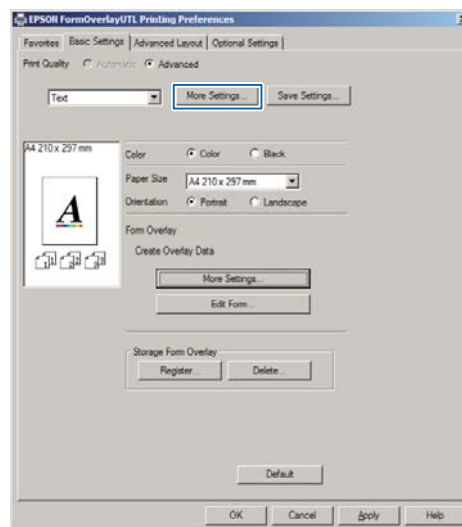 EPSON FormOverlayUTL Printing Preferences
Favorites Basic Settings Advanced Layout Optional Settings
Print Quality Automatic Advanced
Text More Settings... Save Settings...
A4 210 x 297 mm
Color Color Black
Paper Size A4 210 x 297 mm
Orientation Portrait Landscape
A
Form Overlay
Create Overlay Data
More Settings...
Edit Form...
Storage Form Overlay
Register... Delete...
Default
OK Cancel Apply Help